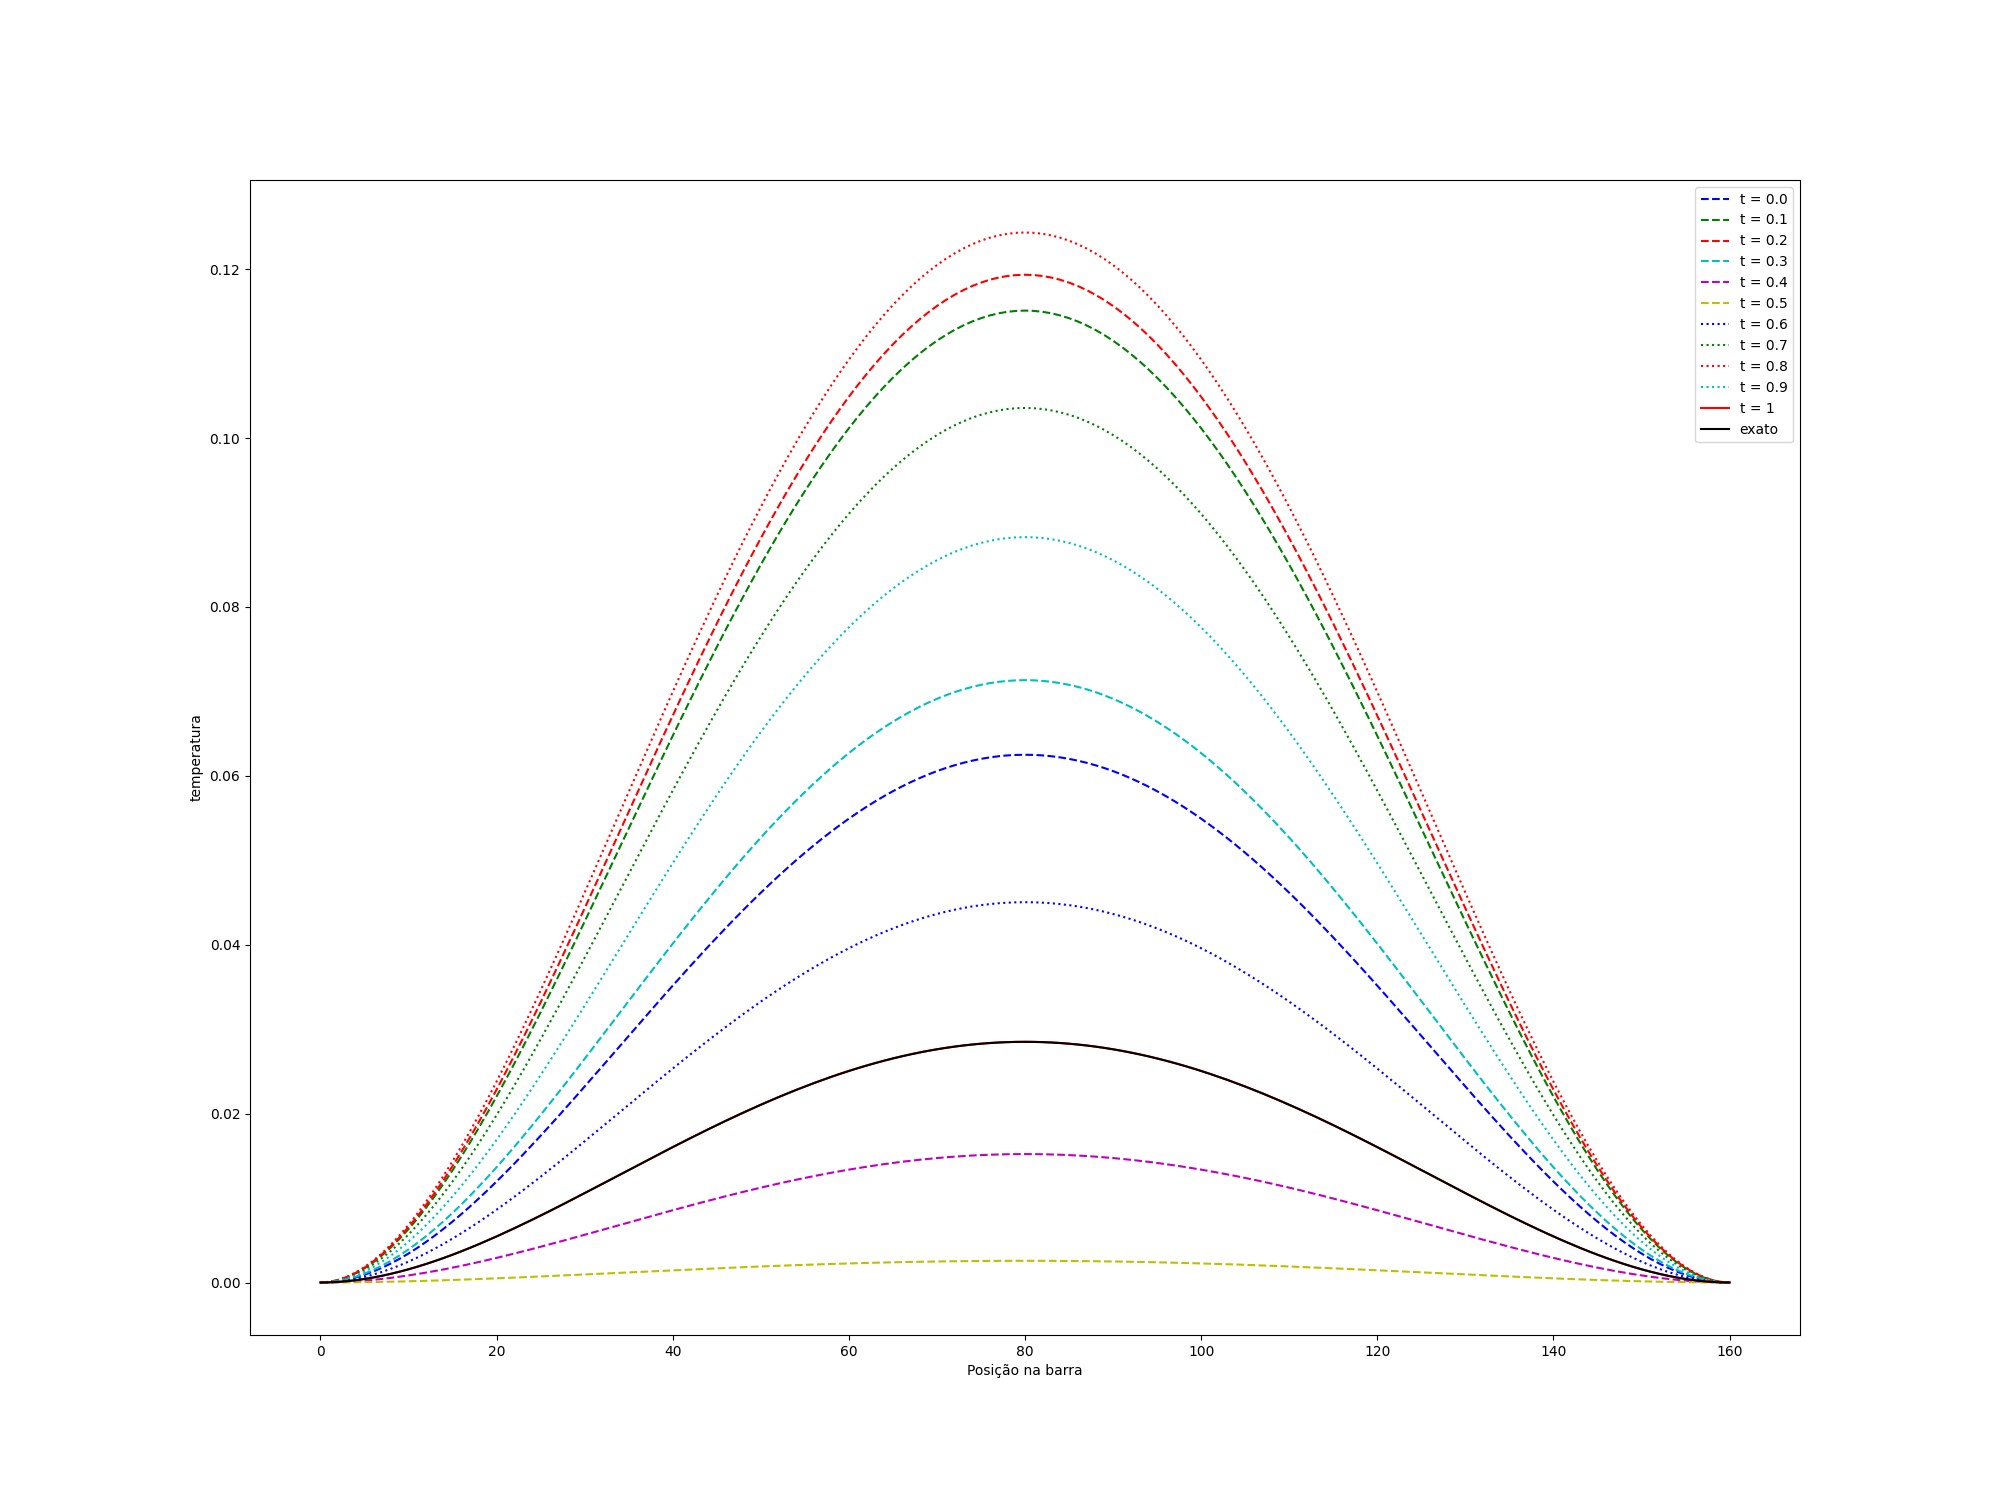 t = 0.0
t = 0.1
t = 0.2
t = 0.3
t = 0.4
t = 0.5
t = 0.6
t = 0.7
t = 0.8
t = 0.9
t = 1
exato
0.12
0.10
0.08
0.06
0.04
0.02
0.00
temperatura
0 20 40 60 80 100 120 140 160
Posição na barra